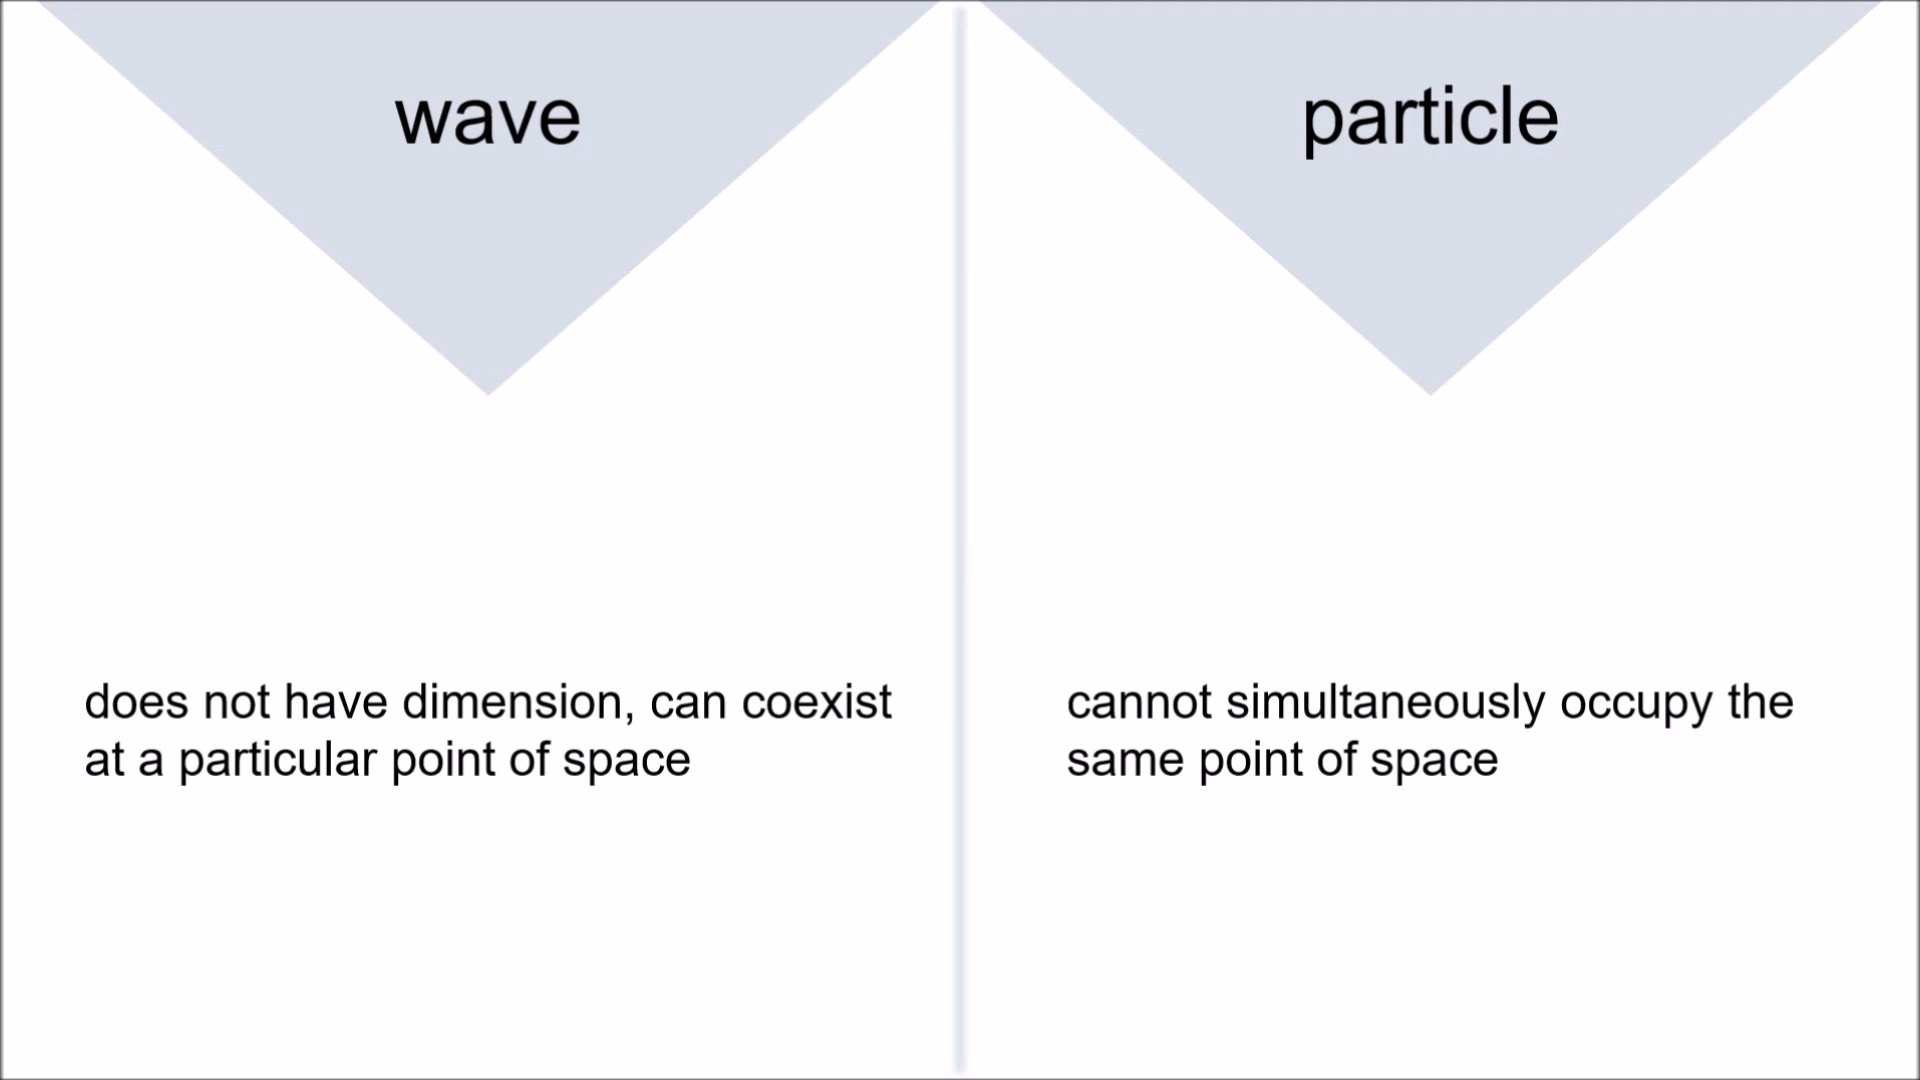 wave
does not have dimension, can coexist
at a particular point of space
particle
cannot simultaneously occupy the
same point of space